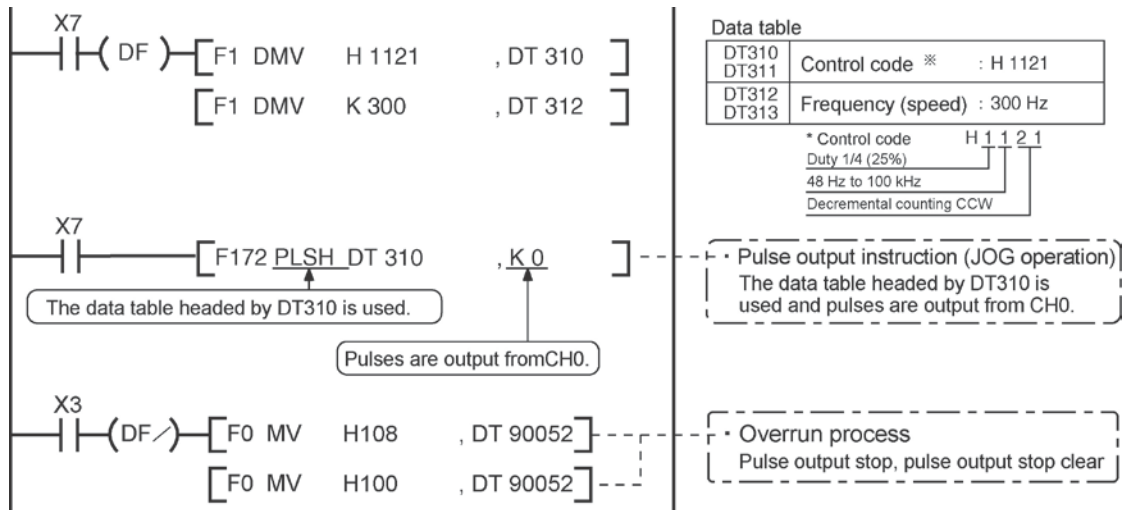 X7
( DF ) F1 DMV H 1121 , DT 310
F1 DMV K 300 , DT 312
X7
F172 PLSH DT 310 , K 0
The data table headed by DT310 is used.
Pulses are output fromCH0.
X3
(DF/) F0 MV H108 , DT 90052
F0 MV H100 , DT 90052
Data table
DT310
DT311
Control code ※ : H 1121
DT312
DT313
Frequency (speed) : 300 Hz
* Control code H 1 1 2 1
Duty 1/4 (25%)
48 Hz to 100 kHz
Decremental counting CCW
・Pulse output instruction (JOG operation)
The data table headed by DT310 is
used and pulses are output from CH0.
・Overrun process
Pulse output stop, pulse output stop clear